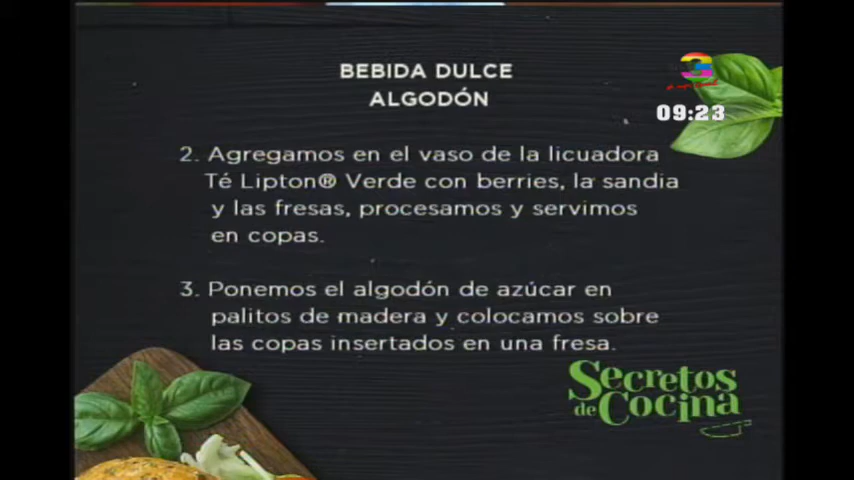 BEBIDA DULCE
ALGODÓN
3
09:23
2. Agregamos en el vaso de la licuadora
Té Lipton® Verde con berries, la sandia
y las fresas, procesamos y servimos
en copas.
3. Ponemos el algodón de azúcar en
palitos de madera y colocamos sobre
las copas insertados en una fresa.
Secretos
de Cocina